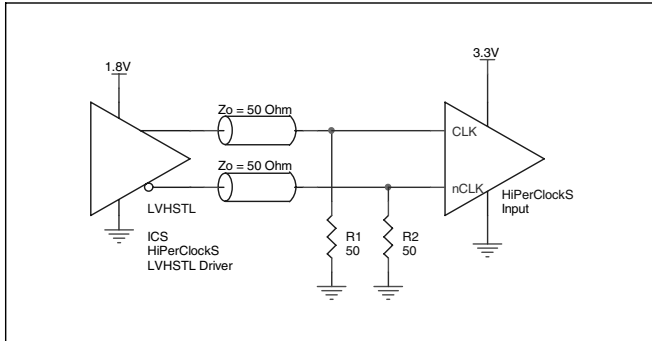 1.8V
3.3V
Zo = 50 Ohm
CLK
Zo = 50 Ohm
nCLK
HiPerClockS
Input
LVHSTL
ICS
HiPerClockS
LVHSTL Driver
R1
50
R2
50